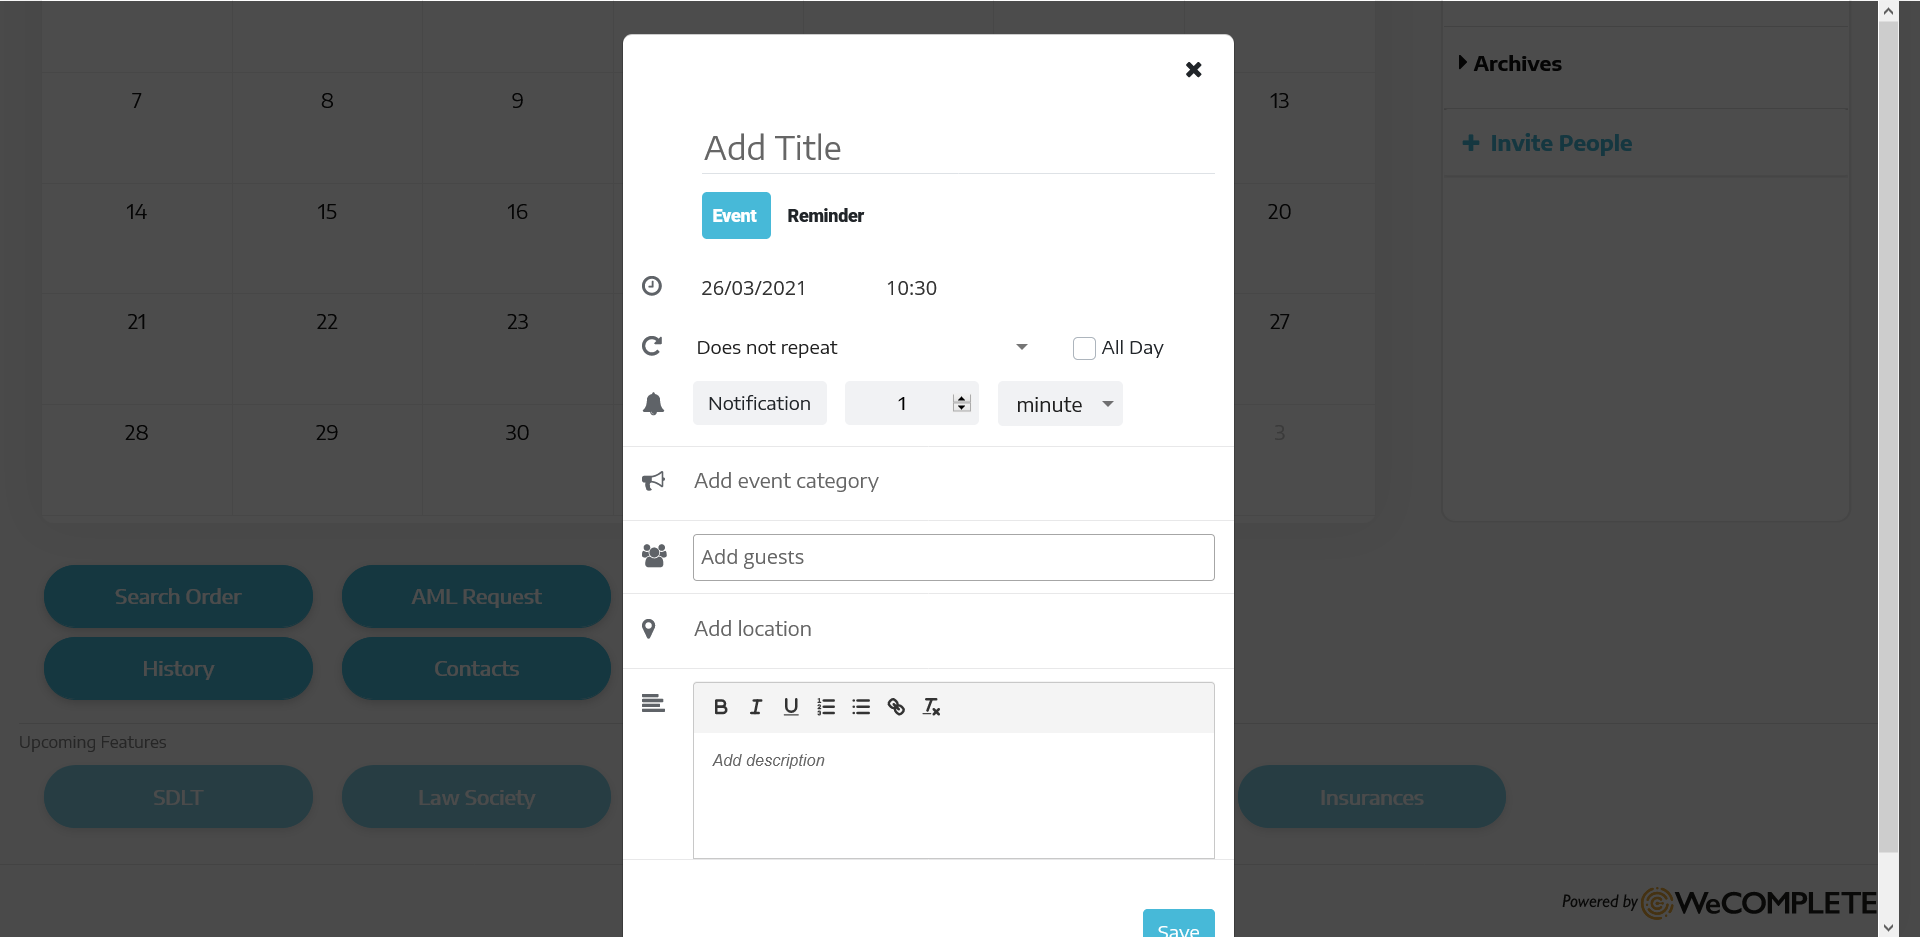 7 8 9 13
Archives
Invite People
Add Title
Event Reminder
14 15 16 20
26/03/2021 10:30
21 22 23 27
Does not repeat All Day
Notification 1 minute
28 29 30 3
Add event category
Add guests
Search Order AML Request
Add location
History Contacts
B I U
Upcoming Features
Add description
SDLT Law Society Insurances
Powered by WeCOMPLETE
Save